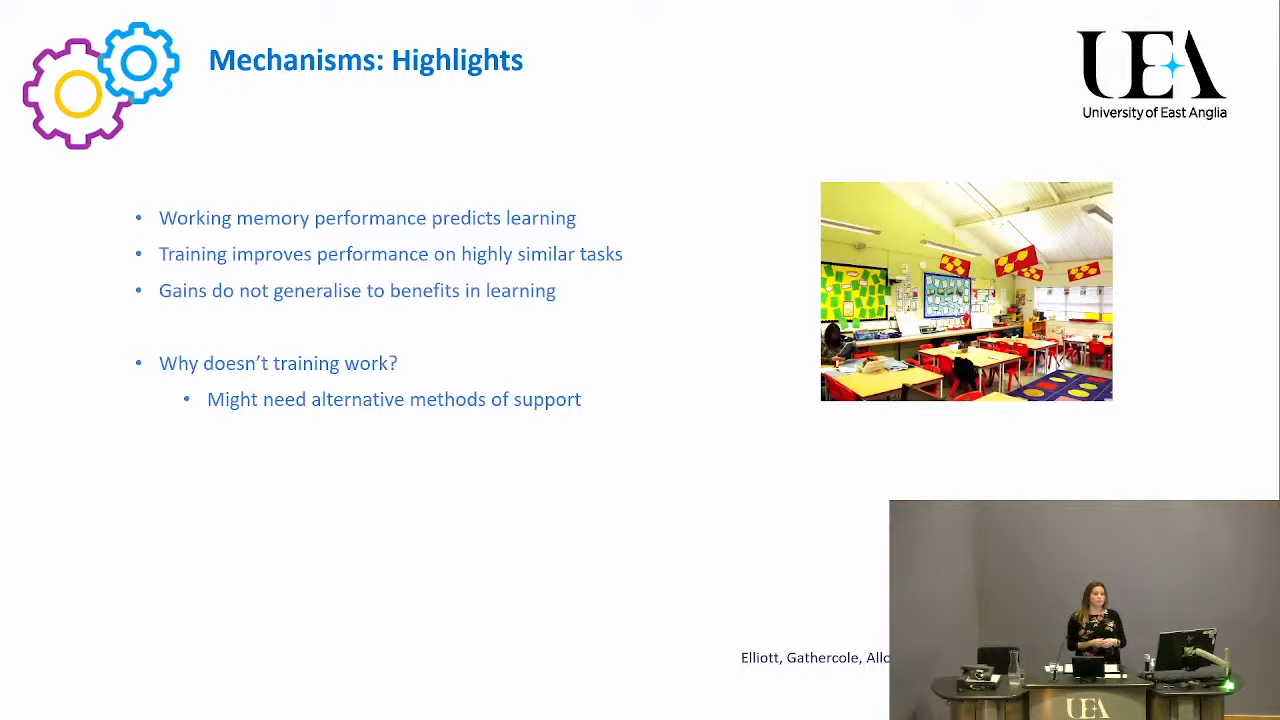 Mechanisms: Highlights
UEA
University of East Anglia
Working memory performance predicts learning
Training improves performance on highly similar tasks
Gains do not generalise to benefits in learning
Why doesn't training work?
Might need alternative methods of support
Elliott, Gathercole,
UEA